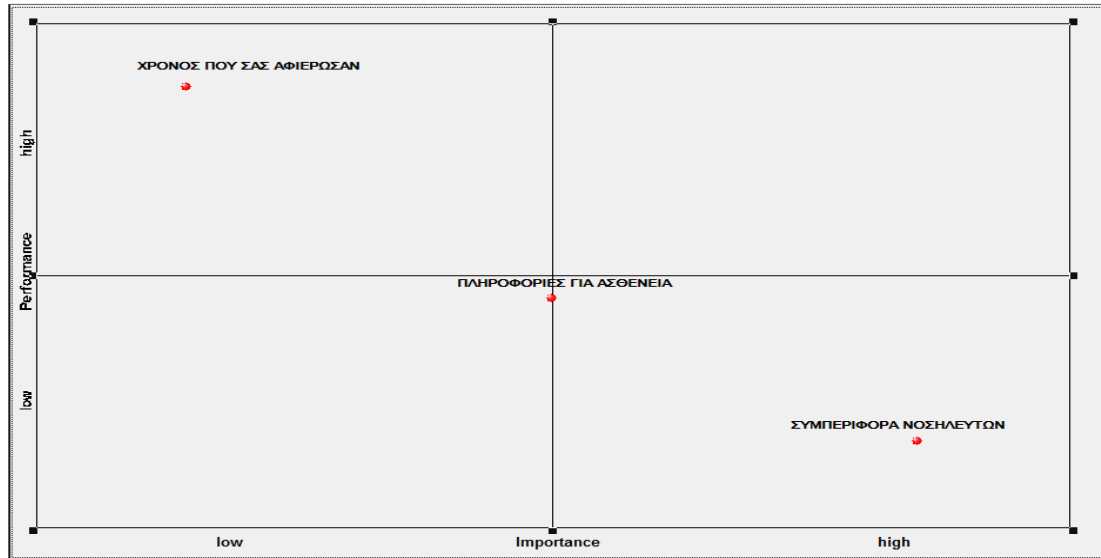 ΧΡΟΝΟΣ ΠΟΥ ΣΑΣ ΑΦΙΕΡΩΣΑΝ
high
Performance
ΠΛΗΡΟΦΟΡΙΕΣ ΓΙΑ ΑΣΘΕΝΕΙΑ
low
ΣΥΜΠΕΡΙΦΟΡΑ ΝΟΣΗΛΕΥΤΩΝ
low Importance high